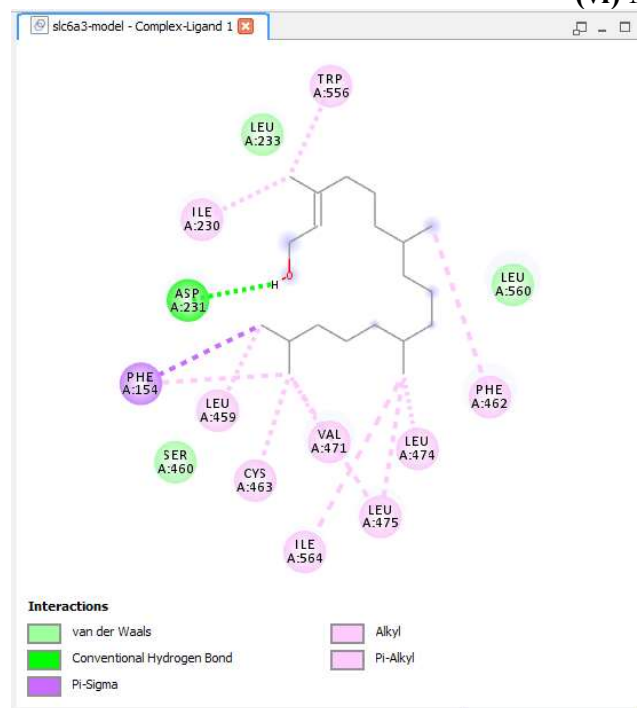 (vi)
slc6a3-model - Complex-Ligand 1
TRP
A:556
LEU
A:233
ILE
A:230
ASP
A:231
H
O
LEU
A:560
PHE
A:154
LEU
A:459
PHE
A:462
SER
A:460
CYS
A:463
VAL
A:471
LEU
A:474
LEU
A:475
ILE
A:564
Interactions
van der Waals
Alkyl
Conventional Hydrogen Bond
Pi-Alkyl
Pi-Sigma